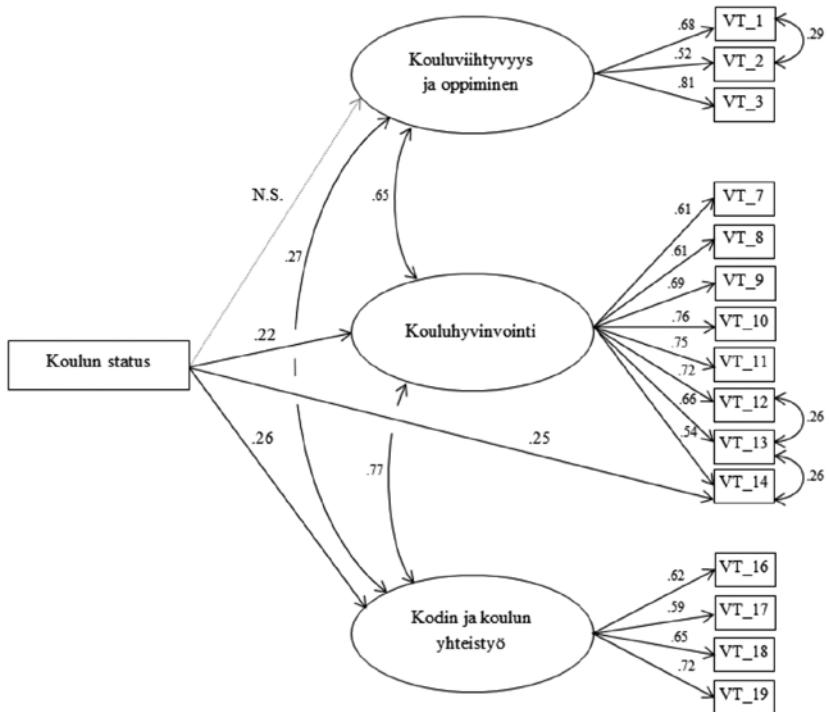 VT_1
.68
.29
Kouluviihtyvyys
ja oppiminen
.52
VT_2
.81
VT_3
N.S.
.65
VT_7
.61
VT_8
.61
.27
VT_9
.69
.22
Kouluhyvinvointi
.76
VT_10
Koulun status
.75
VT_11
.72
VT_12
.66
.26
.26
.25
.54
VT_13
.77
.26
VT_14
VT_16
.62
Kodin ja koulun
yhteistyö
.59
VT_17
.65
VT_18
.72
VT_19